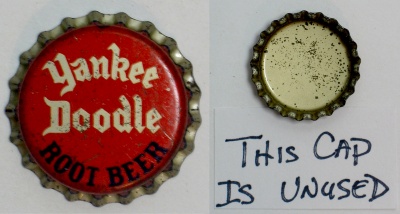 Yankee
Doodle
ROOT BEER
THIS CAP
IS UNUSED